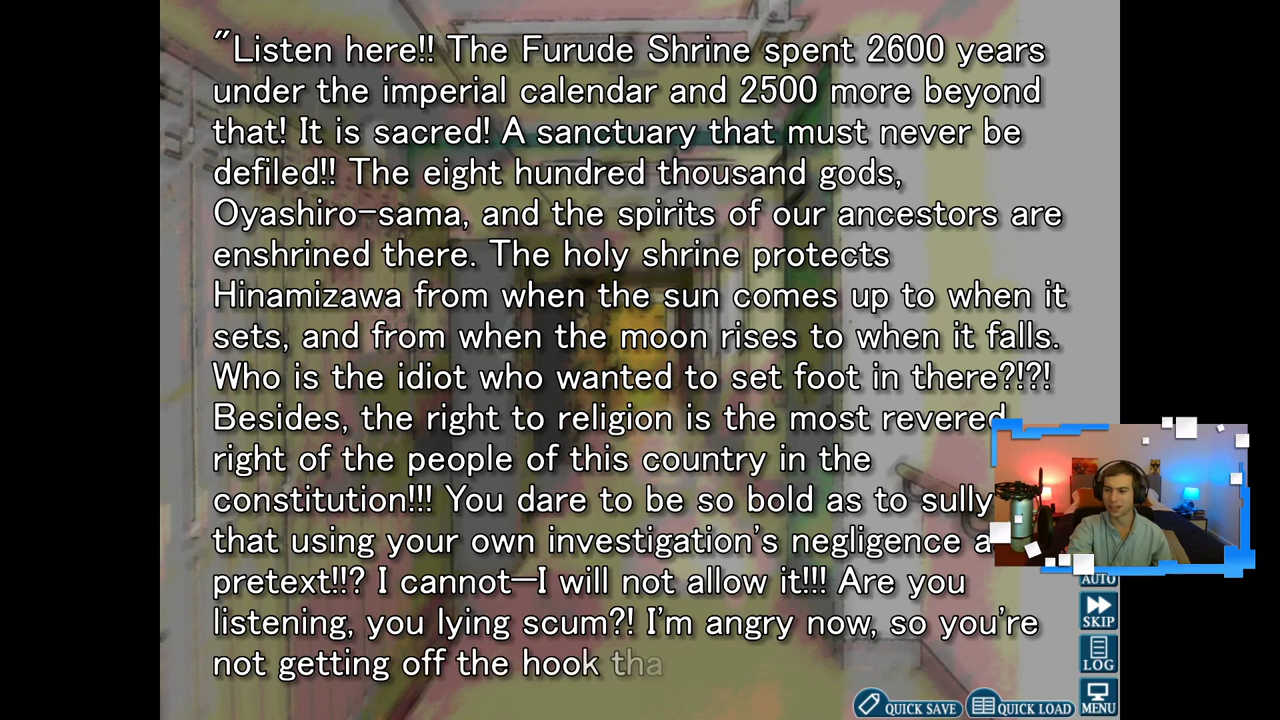 "Listen here!! The Furude Shrine spent 2600 years
under the imperial calendar and 2500 more beyond
that! It is sacred! A sanctuary that must never be
defiled!! The eight hundred thousand gods,
Oyashiro-sama, and the spirits of our ancestors are
enshrined there. The holy shrine protects
Hinamizawa from when the sun comes up to when it
sets, and from when the moon rises to when it falls.
Who is the idiot who wanted to set foot in there?!?!
Besides, the right to religion is the most revered
right of the people of this country in the
constitution!!! You dare to be so bold as to sully
that using your own investigation's negligence a
pretext!!? I cannot—I will not allow it!!! Are you
listening, you lying scum?! I'm angry now, so you're
not getting off the hook tha
AUTO
SKIP
LOG
MENU
QUICK SAVE
QUICK LOAD